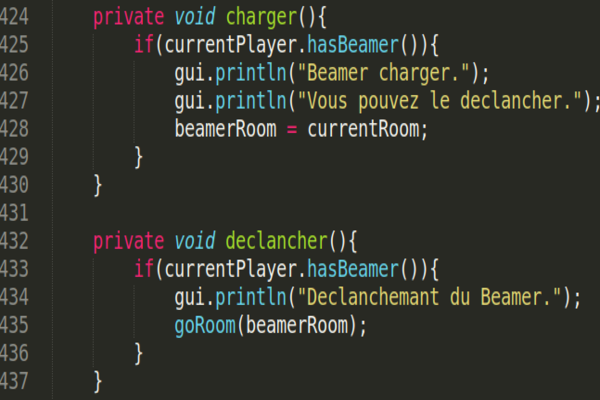 424 private void charger(){
425 if(currentPlayer.hasBeamer()){
426 gui.println("Beamer charger.");
427 gui.println("Vous pouvez le declancher.");
428 beamerRoom = currentRoom;
429 }
430 }
431
432 private void declancher(){
433 if(currentPlayer.hasBeamer()){
434 gui.println("Declanchemant du Beamer.");
435 goRoom(beamerRoom);
436 }
437 }